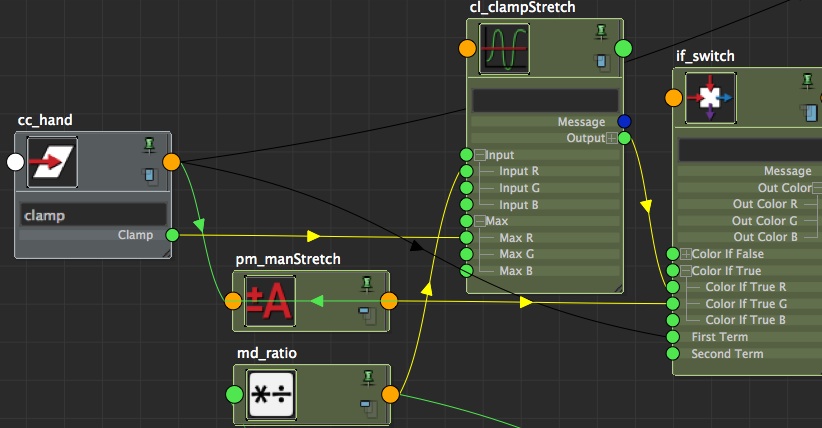 cl_clampStretch
Message
Output
Input
Input R
Input G
Input B
Max
Max R
Max G
Max B
if_switch
Message
Out Color
Out Color R
Out Color G
Out Color B
Color If False
Color If True
Color If True R
Color If True G
Color If True B
First Term
Second Term
cc_hand
clamp
Clamp
pm_manStretch
±A
md_ratio
*÷